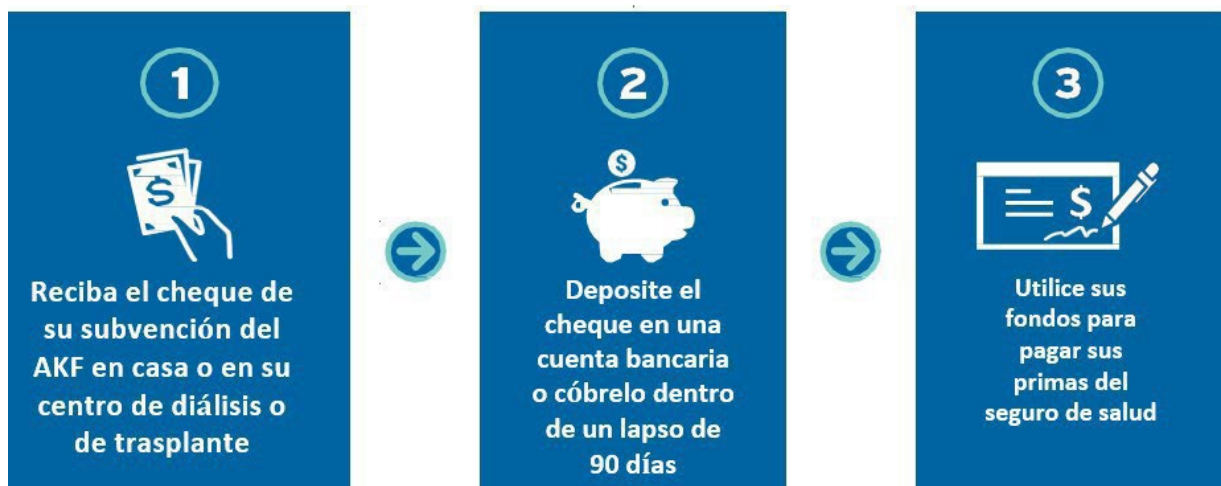 1
$
Reciba el cheque de
su subvención del
AKF en casa o en su
centro de diálisis o
de trasplante
2
$
Deposite el
cheque en una
cuenta bancaria
o cóbrelo dentro
de un lapso de
90 días
3
$
Utilice sus
fondos para
pagar sus
primas del
seguro de salud